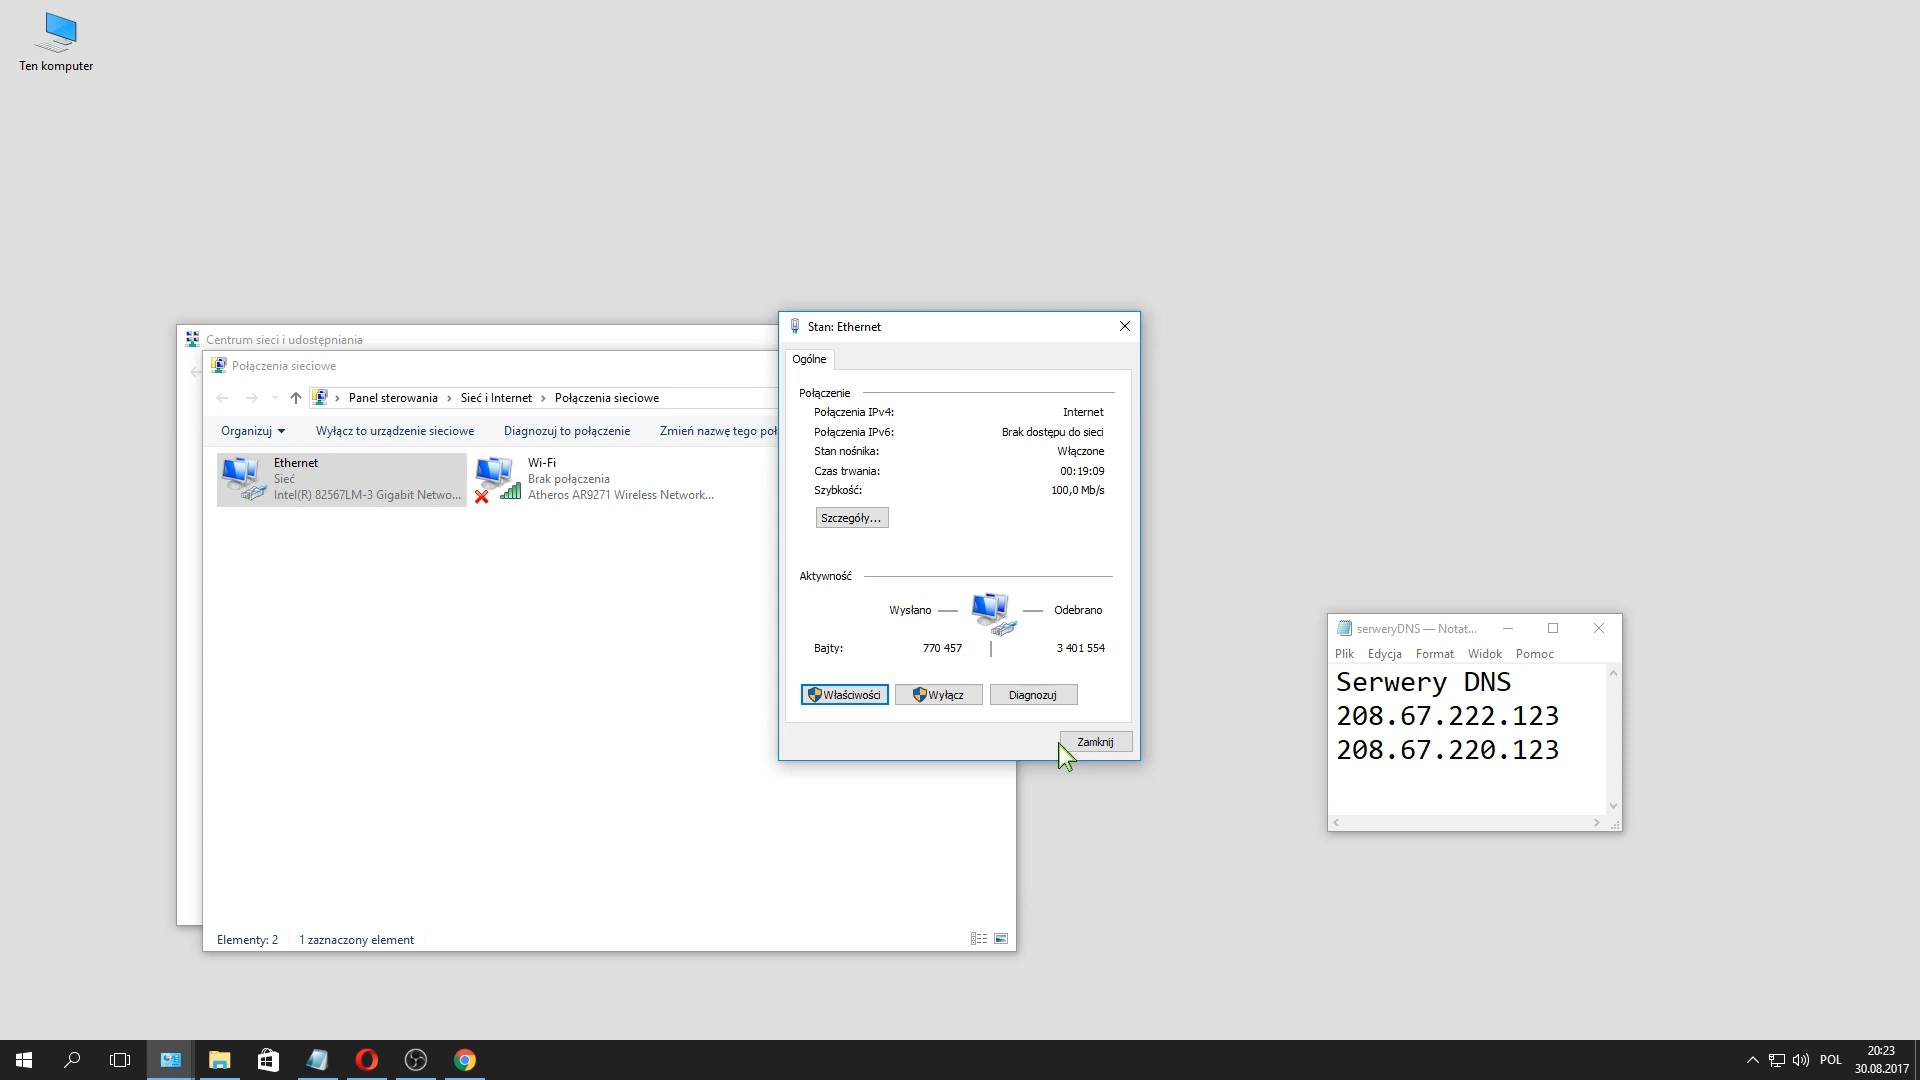 Ten komputer
Centrum sieci i udostępniania
Połączenia sieciowe
Panel sterowania › Sieć i Internet › Połączenia sieciowe
Organizuj Wyłącz to urządzenie sieciowe Diagnozuj to połączenie Zmień nazwę tego poł
Ethernet
Sieć
Intel(R) 82567LM-3 Gigabit Netwo...
Wi-Fi
Brak połączenia
Atheros AR9271 Wireless Network...
Elementy: 2 1 zaznaczony element
Stan: Ethernet
Ogólne
Połączenie
Połączenia IPv4: Internet
Połączenia IPv6: Brak dostępu do sieci
Stan nośnika: Włączone
Czas trwania: 00:19:09
Szybkość: 100,0 Mb/s
Szczegóły...
Aktywność
Wysłano — — Odebrano
Bajty: 770 457 3 401 554
Właściwości Wyłącz Diagnozuj
Zamknij
serweryDNS — Notat...
Plik Edycja Format Widok Pomoc
Serwery DNS
208.67.222.123
208.67.220.123
POL
20:23
30.08.2017